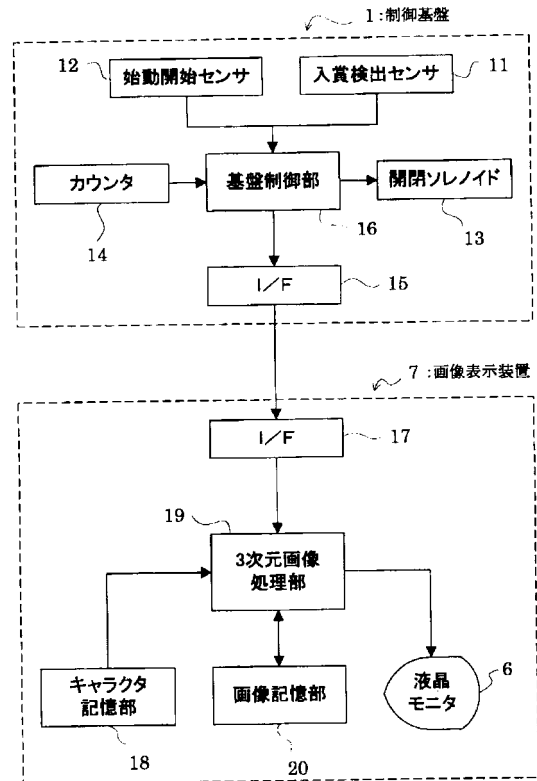 1:制御基盤
12
始動開始センサ
入賞検出センサ
11
カウンタ
基盤制御部
開閉ソレノイド
14
16
13
I/F
15
7:画像表示装置
I/F
17
19
3次元画像
処理部
キャラクタ
記憶部
画像記憶部
液晶
モニタ
6
18
20